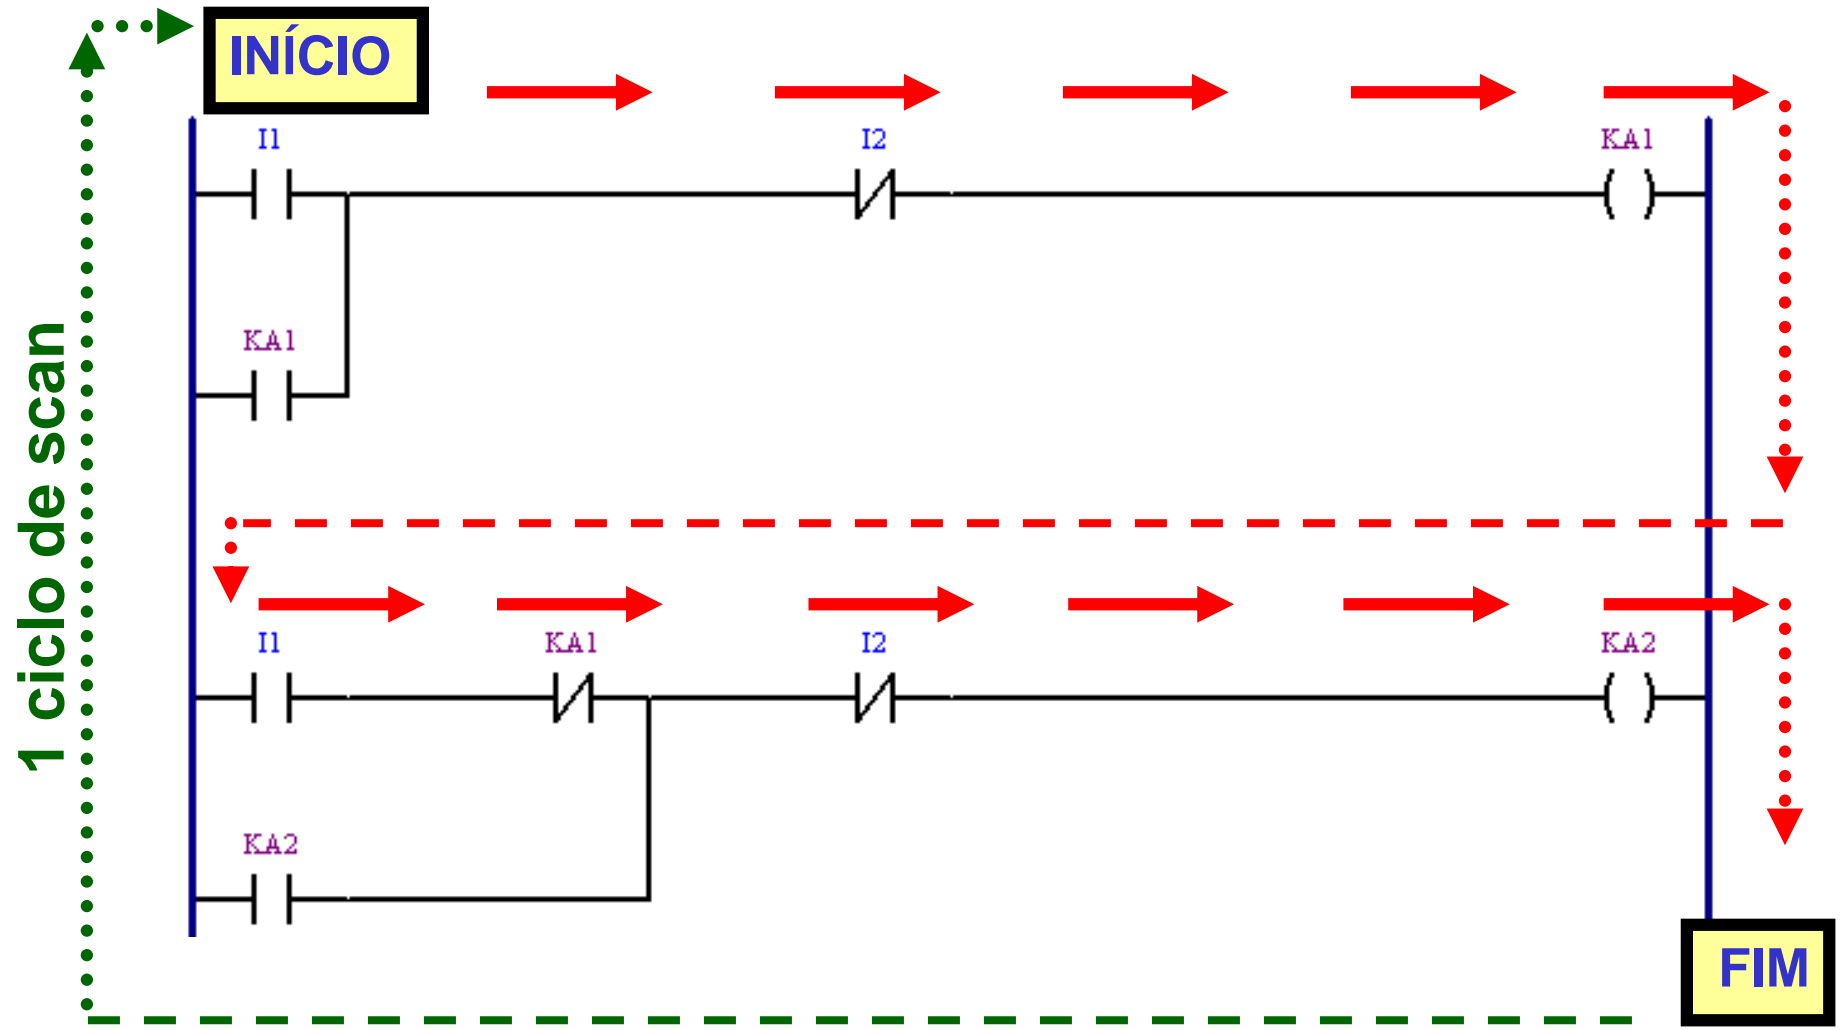 INÍCIO
I1
I2
KA1
KA1
1 ciclo de scan
I1
KA1
I2
KA2
KA2
FIM